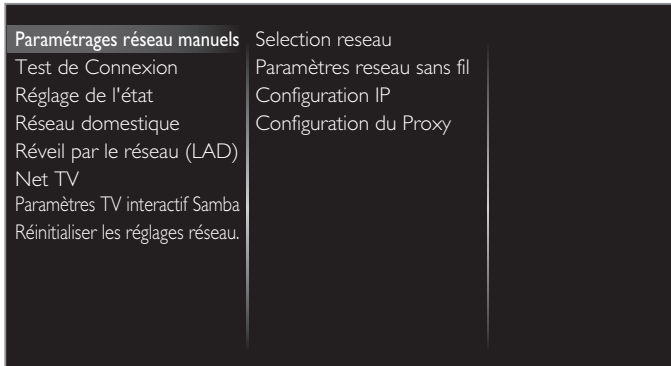 Paramétrages réseau manuels
Test de Connexion
Réglage de l'état
Réseau domestique
Réveil par le réseau (LAD)
Net TV
Paramètres TV interactif Samba
Réinitialiser les réglages réseau.
Selection reseau
Paramètres reseau sans fil
Configuration IP
Configuration du Proxy